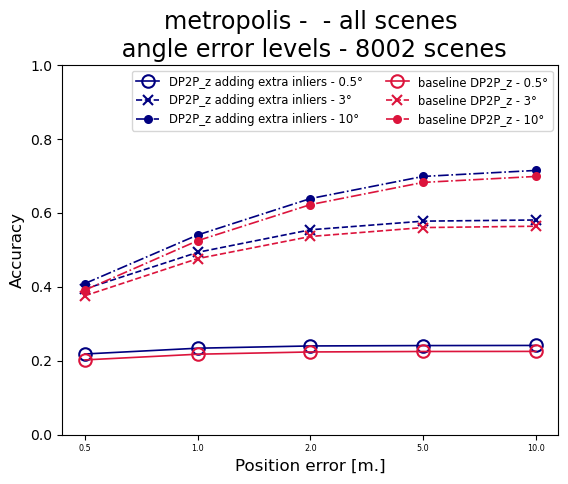 metropolis -  - all scenes
angle error levels - 8002 scenes
DP2P_z adding extra inliers - 0.5°
DP2P_z adding extra inliers - 3°
DP2P_z adding extra inliers - 10°
baseline DP2P_z - 0.5°
baseline DP2P_z - 3°
baseline DP2P_z - 10°
Accuracy
1.0
0.8
0.6
0.4
0.2
0.0
0.5
1.0
2.0
5.0
10.0
Position error [m.]